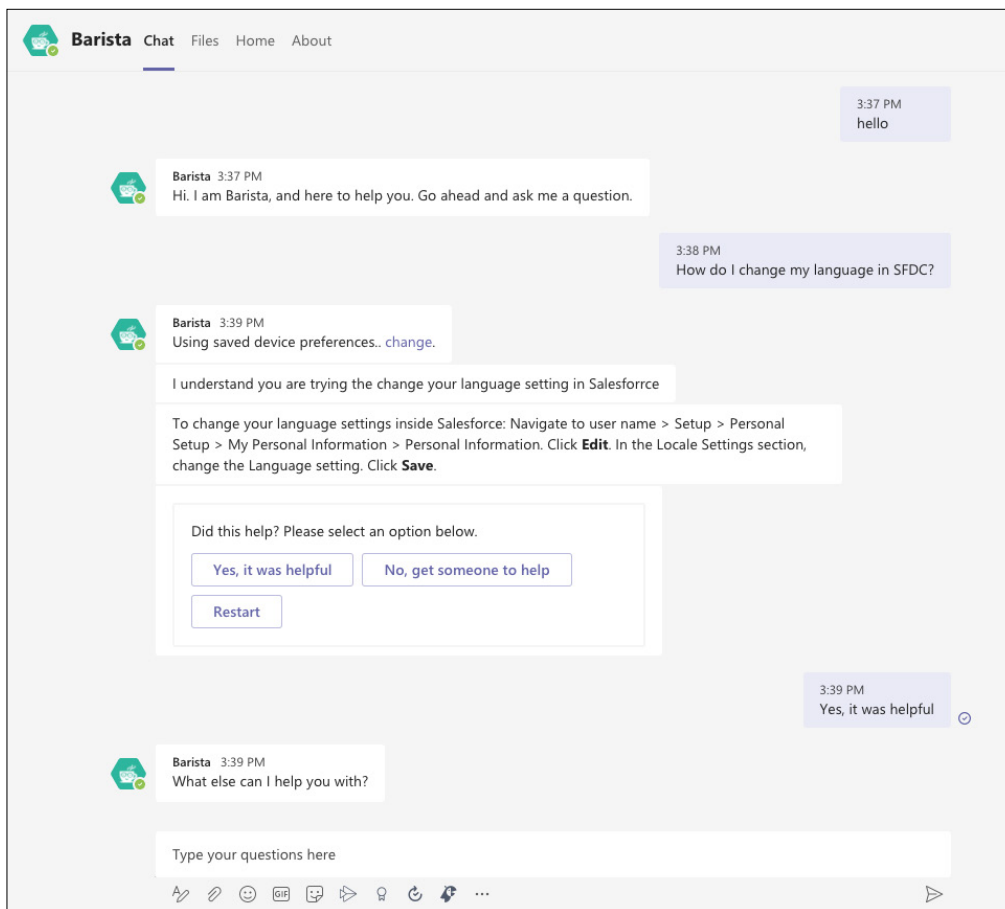 Barista Chat Files Home About
3:37 PM
hello
Barista 3:37 PM
Hi. I am Barista, and here to help you. Go ahead and ask me a question.
3:38 PM
How do I change my language in SFDC?
Barista 3:39 PM
Using saved device preferences.. change.
I understand you are trying the change your language setting in Salesforrce
To change your language settings inside Salesforce: Navigate to user name > Setup > Personal
Setup > My Personal Information > Personal Information. Click Edit. In the Locale Settings section,
change the Language setting. Click Save.
Did this help? Please select an option below.
Yes, it was helpful No, get someone to help
Restart
3:39 PM
Yes, it was helpful
Barista 3:39 PM
What else can I help you with?
Type your questions here
GIF